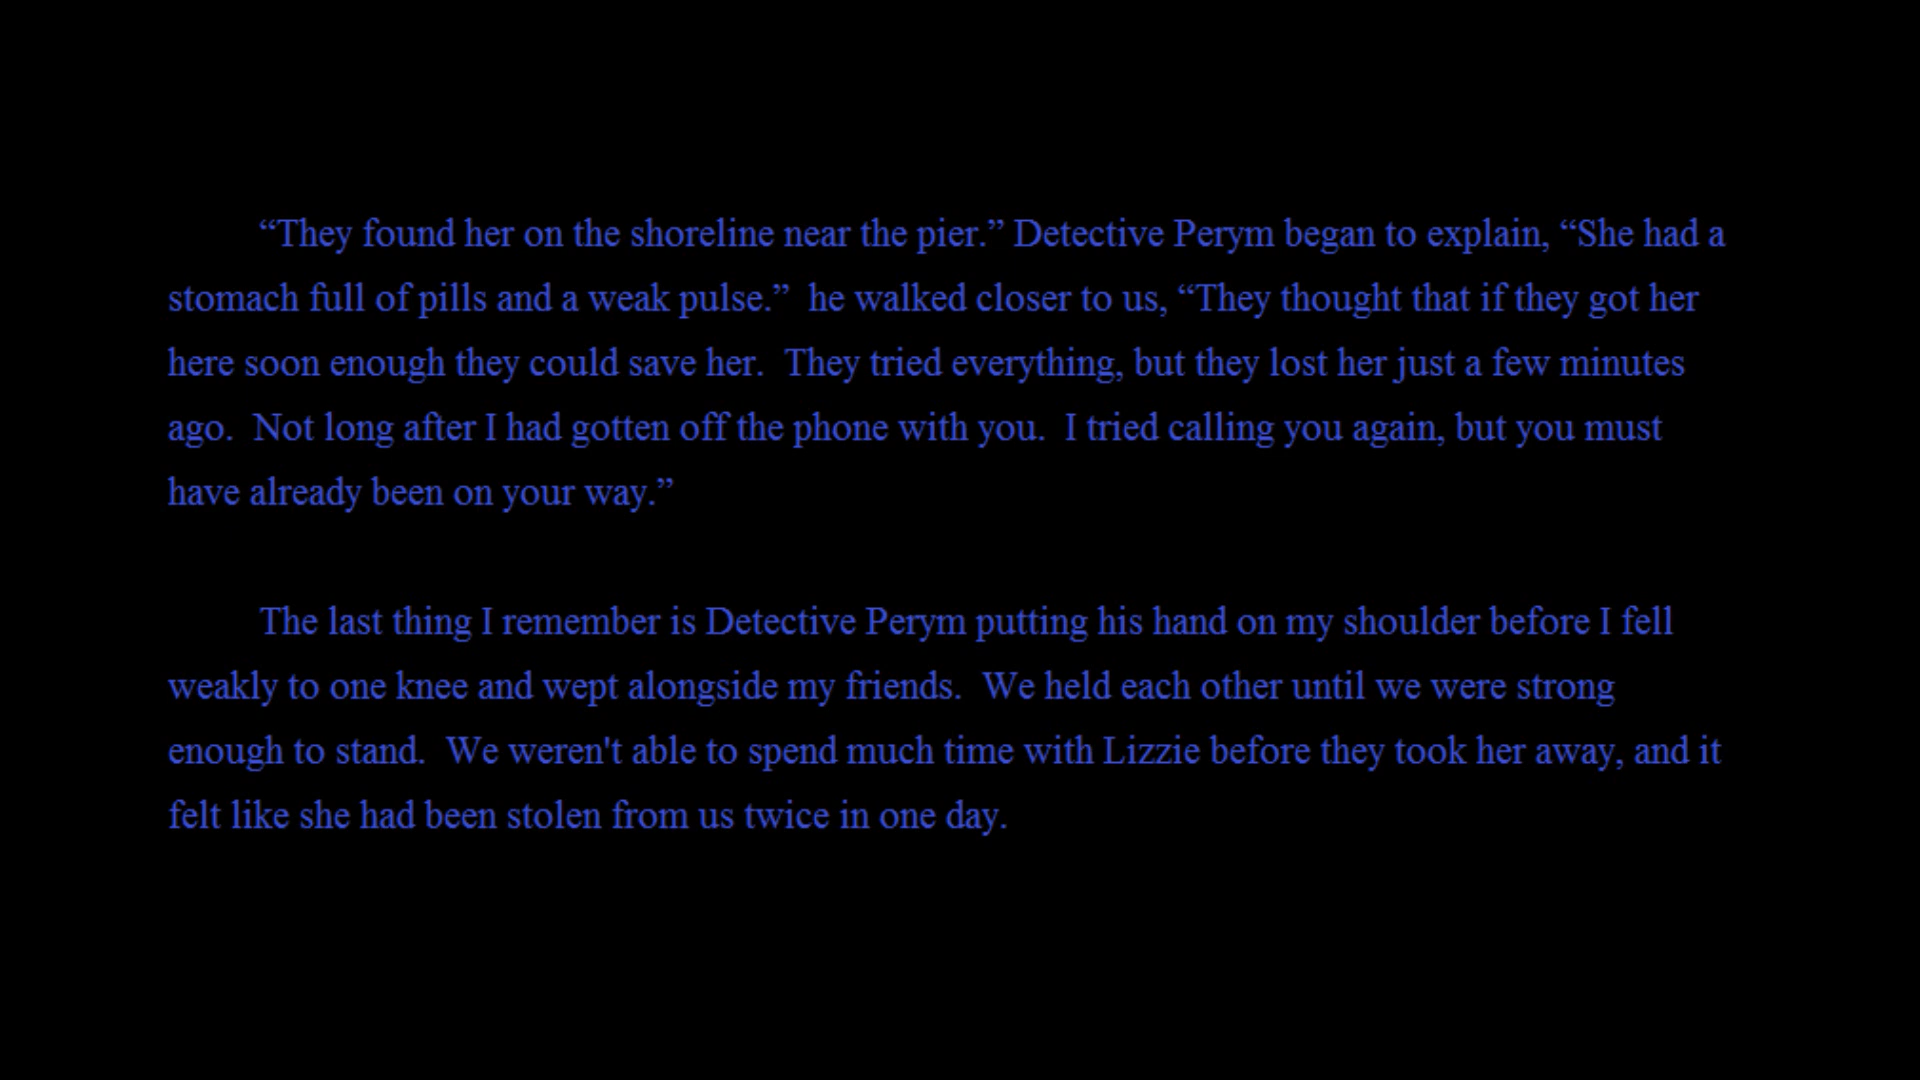 “They found her on the shoreline near the pier.” Detective Perym began to explain, “She had a
stomach full of pills and a weak pulse.”  he walked closer to us, “They thought that if they got her
here soon enough they could save her.  They tried everything, but they lost her just a few minutes
ago.  Not long after I had gotten off the phone with you.  I tried calling you again, but you must
have already been on your way.”
The last thing I remember is Detective Perym putting his hand on my shoulder before I fell
weakly to one knee and wept alongside my friends.  We held each other until we were strong
enough to stand.  We weren't able to spend much time with Lizzie before they took her away, and it
felt like she had been stolen from us twice in one day.